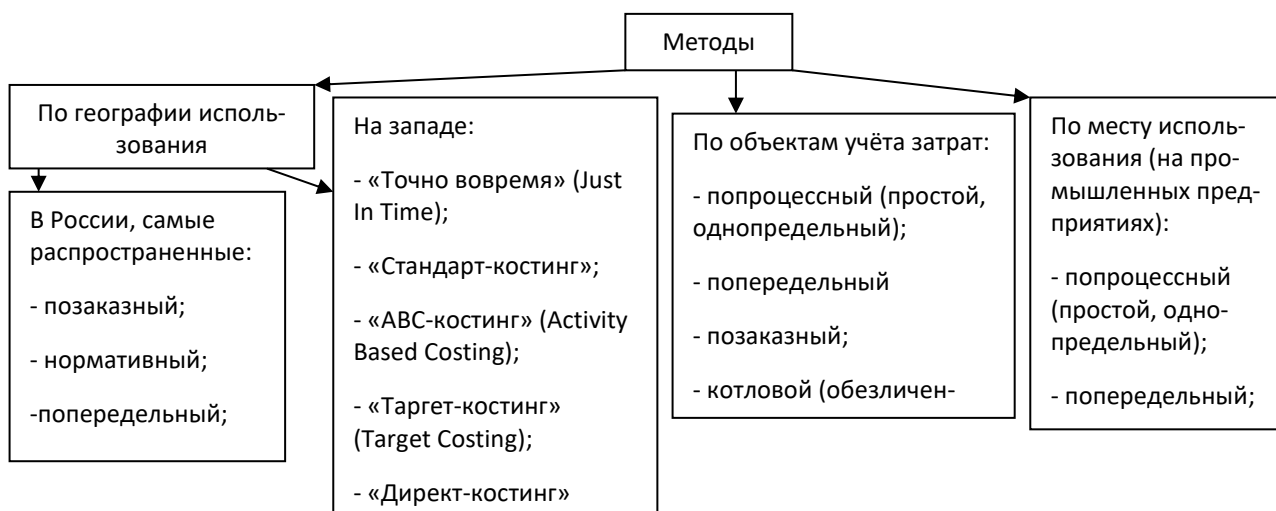 Методы
По географии исполь-
зования
В России, самые
распространенные:
- позаказный;
- нормативный;
-попередельный;
На западе:
- «Точно вовремя» (Just
In Time);
- «Стандарт-костинг»;
- «ABC-костинг» (Activity
Based Costing);
- «Таргет-костинг»
(Target Costing);
- «Директ-костинг»
По объектам учёта затрат:
- попроцессный (простой,
однопредельный);
- попередельный
- позаказный;
- котловой (обезличен-
По месту исполь-
зования (на про-
мышленных пред-
приятиях):
- попроцессный
(простой, одно-
предельный);
- попередельный;